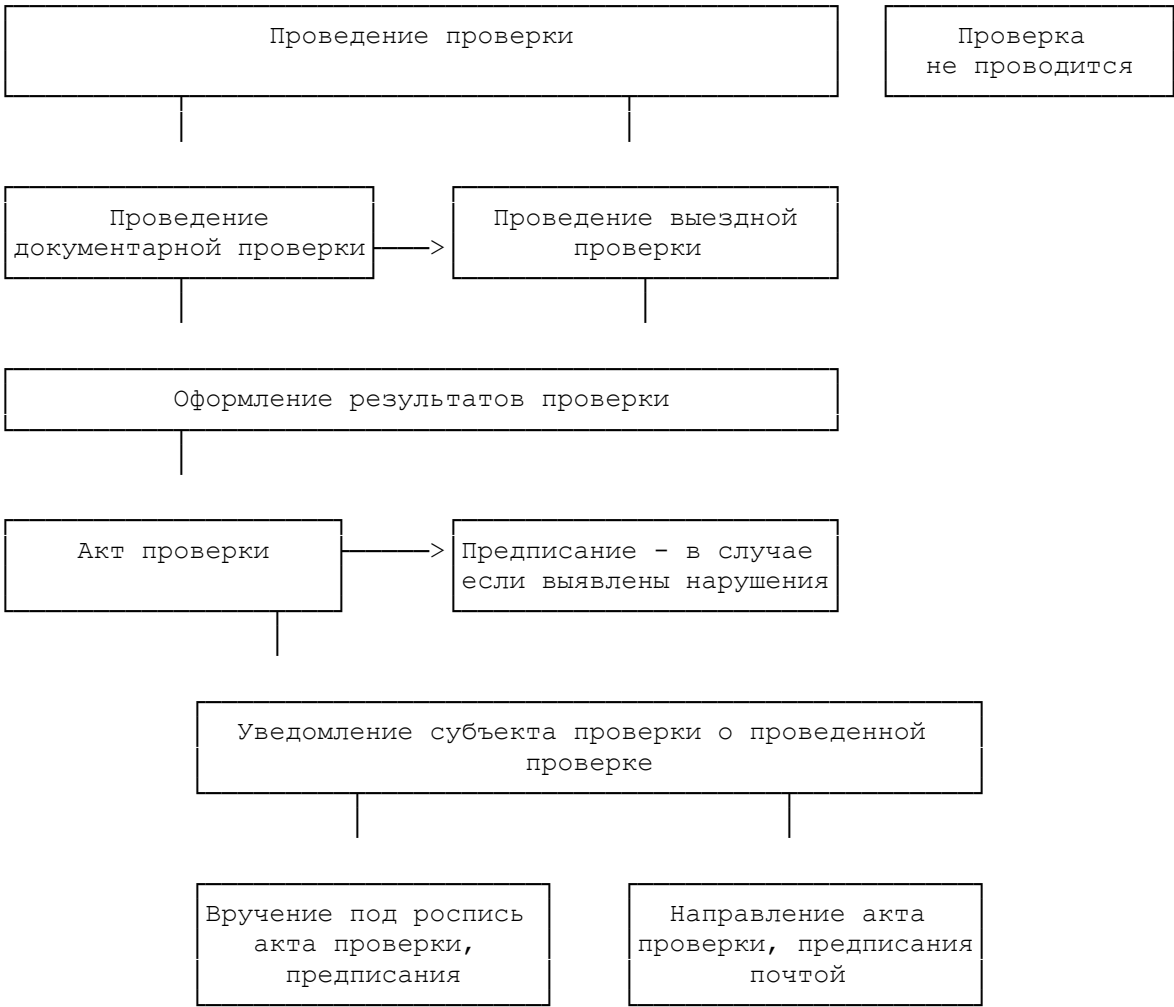 Проведение проверки
Проверка
не проводится
Проведение
документарной проверки
Проведение выездной
проверки
Оформление результатов проверки
Акт проверки
Предписание - в случае
если выявлены нарушения
Уведомление субъекта проверки о проведенной
проверке
Вручение под роспись
акта проверки,
предписания
Направление акта
проверки, предписания
почтой